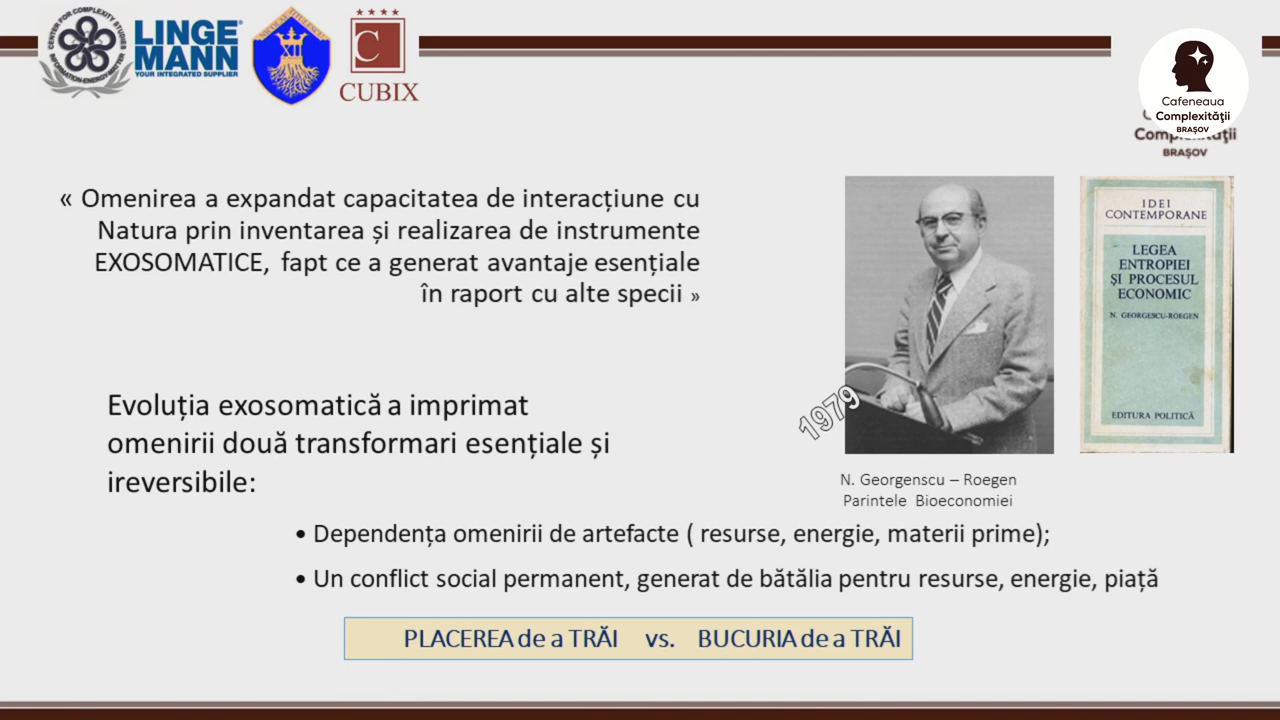 CENTER FOR COMPLEXITY STUDIES
LINGE
MANN
YOUR INTEGRATED SUPPLIER
C
CUBIX
Cafeneaua
Complexității
BRAȘOV
BRAȘOV
« Omenirea a expandat capacitatea de interacțiune cu
Natura prin inventarea și realizarea de instrumente
EXOSOMATICE, fapt ce a generat avantaje esențiale
în raport cu alte specii »
IDEI
CONTEMPORANE
LEGEA
ENTROPIEI
ȘI PROCESUL
ECONOMIC
N. GEORGESCU-ROEGEN
EDITURA POLITICĂ
1979
N. Georgenscu – Roegen
Parintele Bioeconomiei
Evoluția exosomatică a imprimat
omenirii două transformari esențiale și
ireversibile:
• Dependența omenirii de artefacte ( resurse, energie, materii prime);
• Un conflict social permanent, generat de bătălia pentru resurse, energie, piață
PLACEREA de a TRĂI vs. BUCURIA de a TRĂI